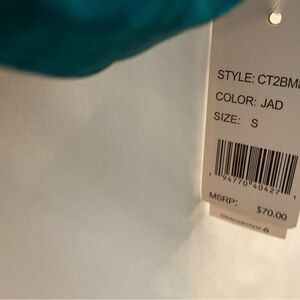 STYLE: CT2BM
COLOR: JAD
SIZE: S
94770 40427
MSRP:
$70.00